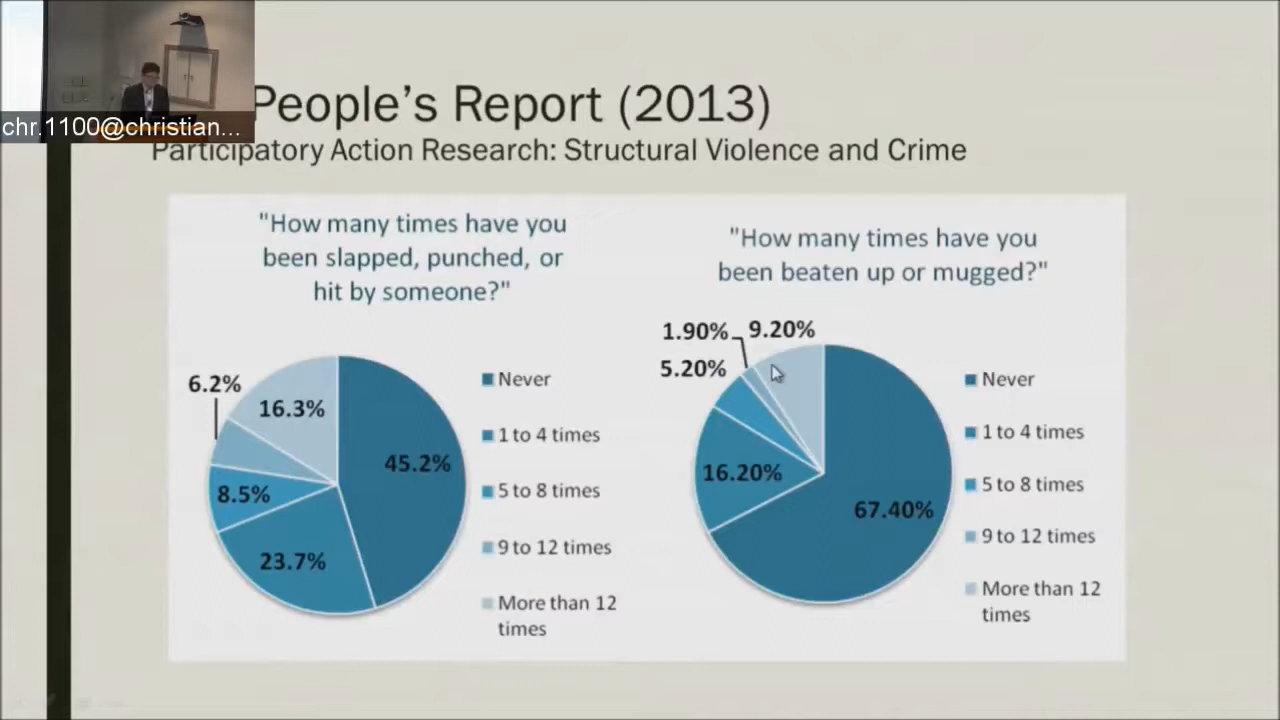 chr.1100@christian...
People's Report (2013)
Participatory Action Research: Structural Violence and Crime
"How many times have you
been slapped, punched, or
hit by someone?"
6.2%
16.3%
45.2%
8.5%
23.7%
Never
1 to 4 times
5 to 8 times
9 to 12 times
More than 12
times
"How many times have you
been beaten up or mugged?"
1.90%
9.20%
5.20%
16.20%
67.40%
Never
1 to 4 times
5 to 8 times
9 to 12 times
More than 12
times